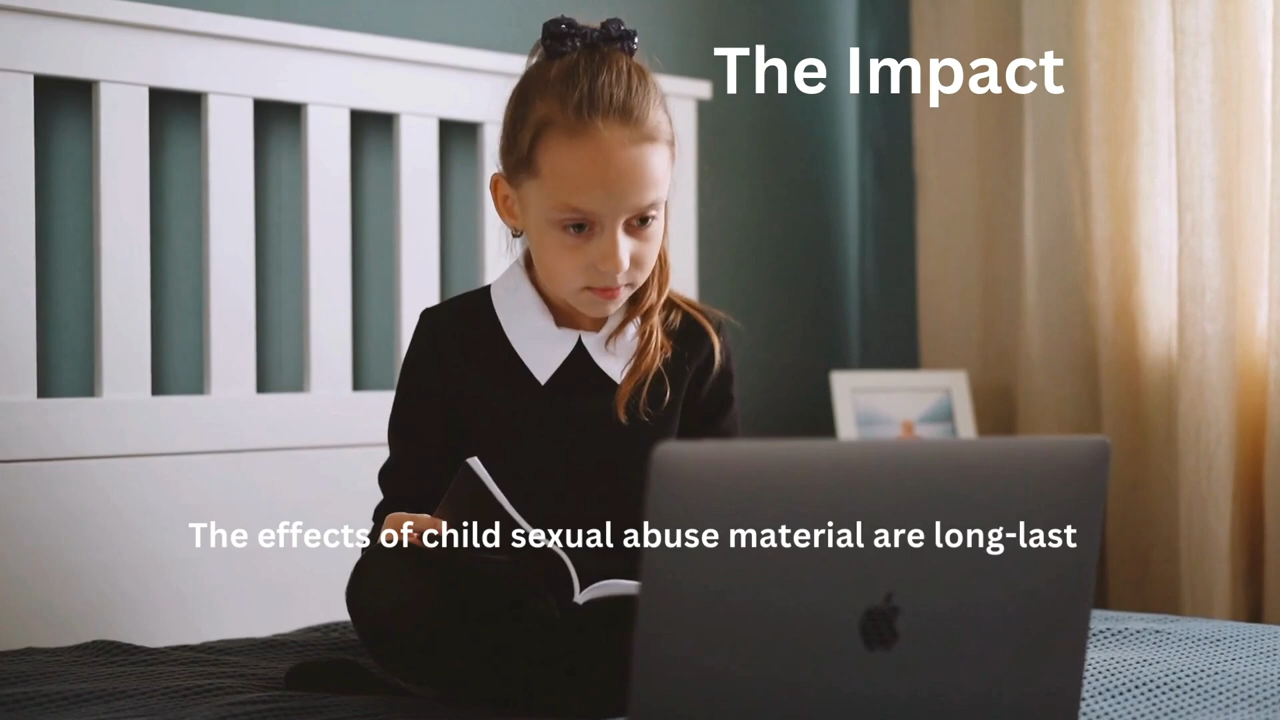 The Impact
The effects of child sexual abuse material are long-last